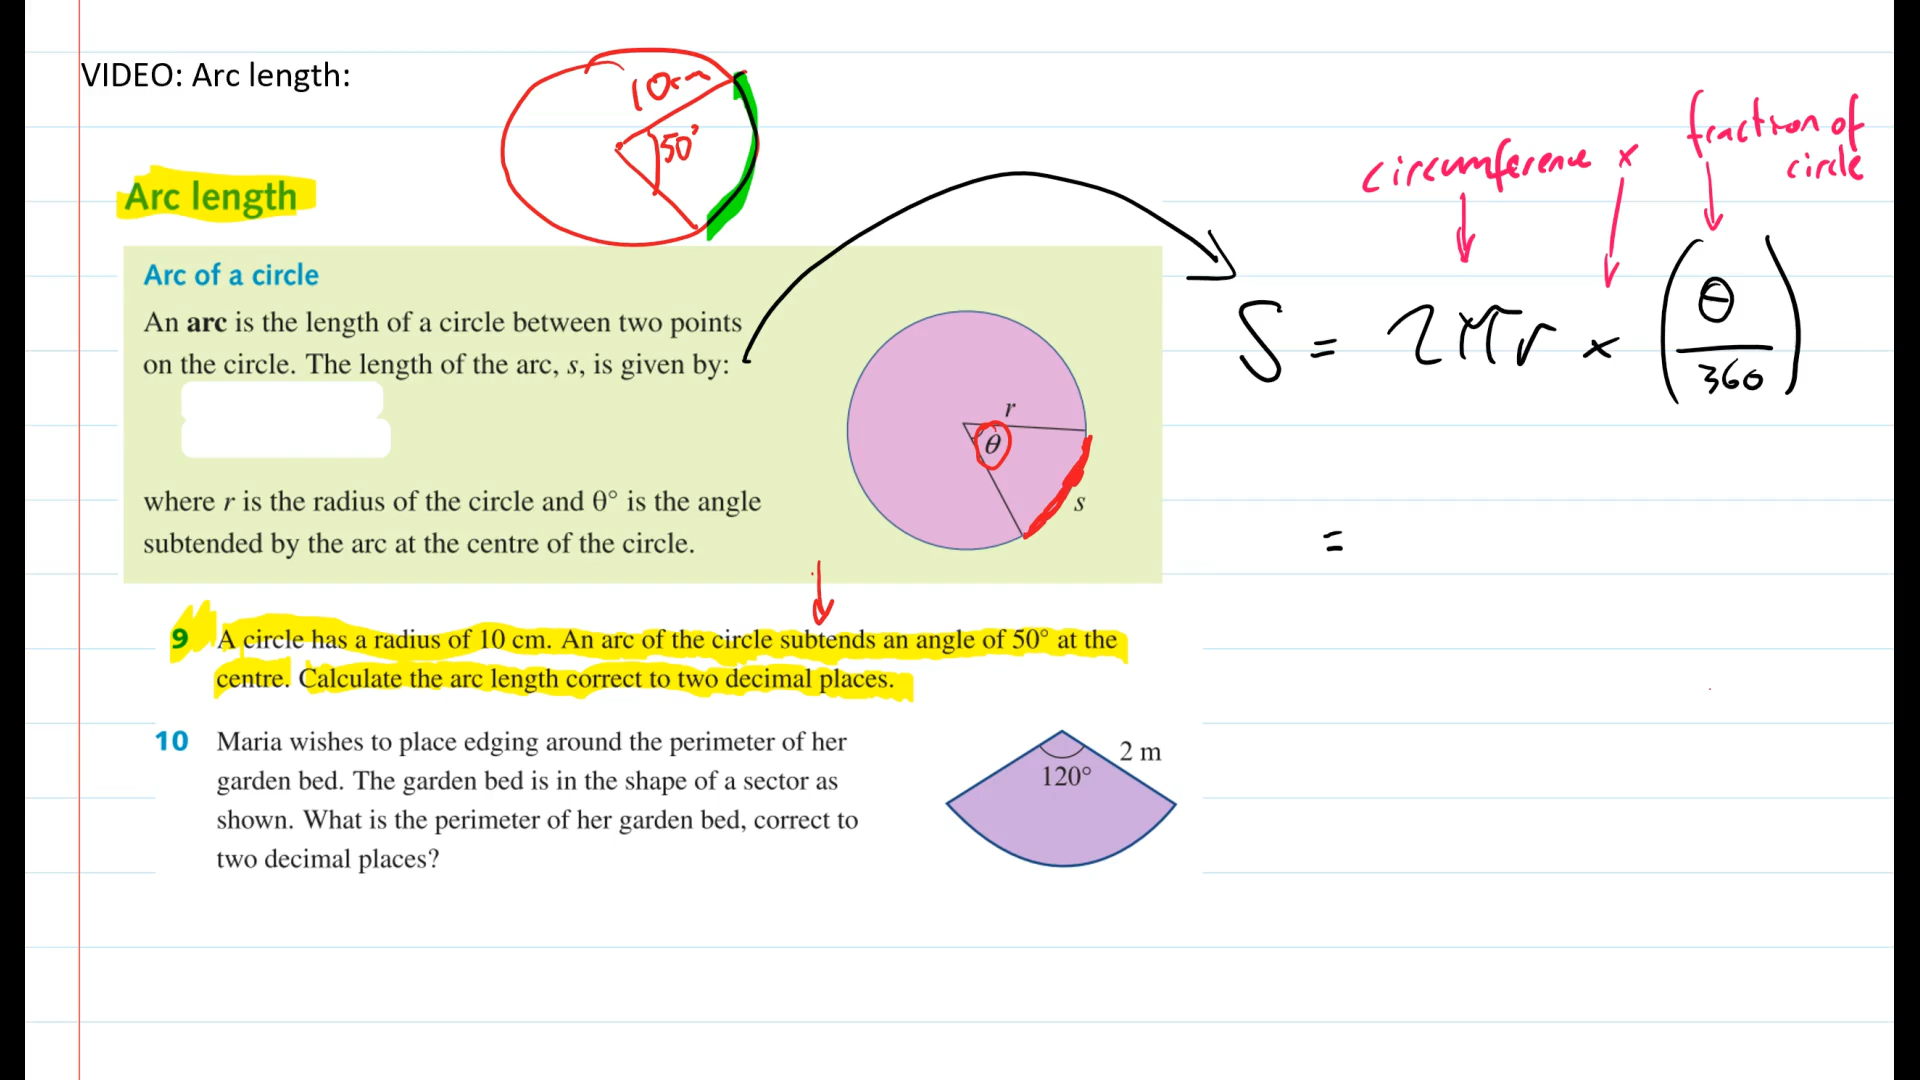 VIDEO: Arc length:
10cm
50°
Arc length
circumference × fraction of circle
Arc of a circle
An arc is the length of a circle between two points
on the circle. The length of the arc, s, is given by:
S = 2πr × (θ/360)
r
θ
s
where r is the radius of the circle and θ° is the angle
subtended by the arc at the centre of the circle.
=
9 A circle has a radius of 10 cm. An arc of the circle subtends an angle of 50° at the
centre. Calculate the arc length correct to two decimal places.
10 Maria wishes to place edging around the perimeter of her
garden bed. The garden bed is in the shape of a sector as
shown. What is the perimeter of her garden bed, correct to
two decimal places?
2 m
120°